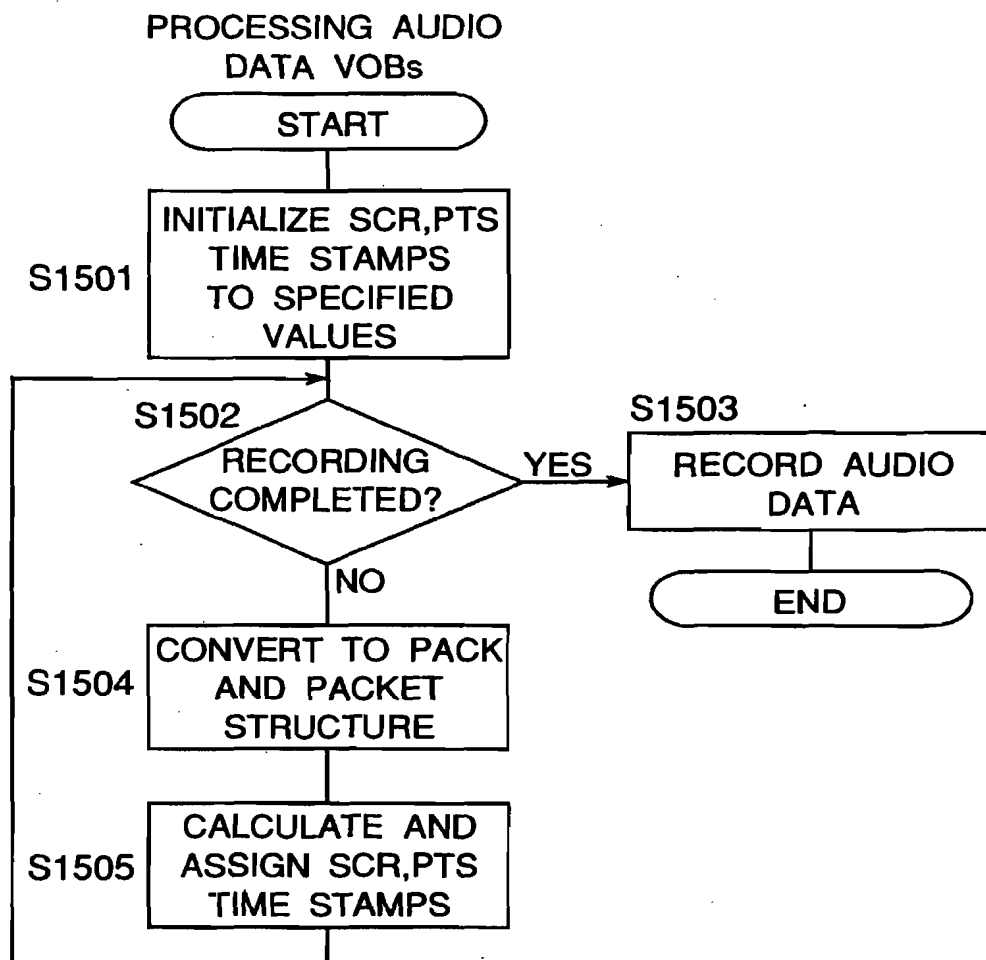 PROCESSING AUDIO
DATA VOBs
START
S1501
INITIALIZE SCR,PTS
TIME STAMPS
TO SPECIFIED
VALUES
S1502
RECORDING
COMPLETED?
YES
NO
S1503
RECORD AUDIO
DATA
END
S1504
CONVERT TO PACK
AND PACKET
STRUCTURE
S1505
CALCULATE AND
ASSIGN SCR,PTS
TIME STAMPS